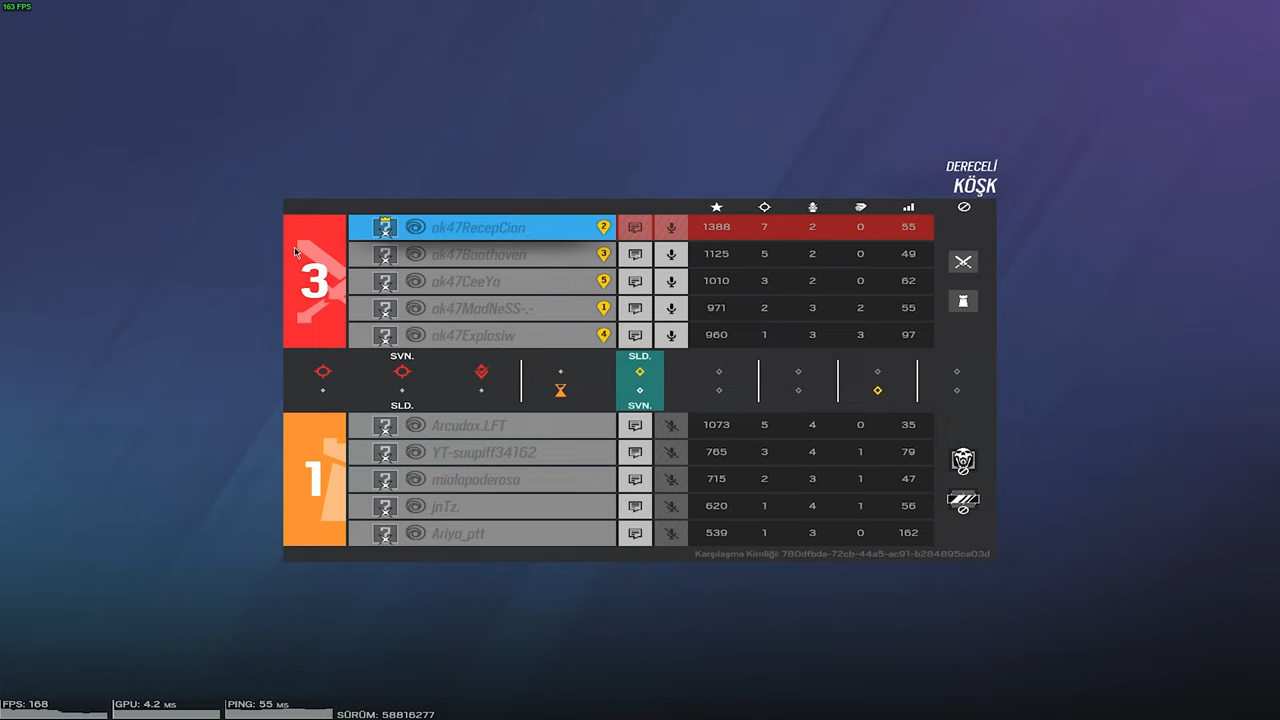 163 FPS
DERECELİ
KÖŞK
3
ak47RecepCion 2 1388 7 2 0 55
ak47Baathoven 3 1125 5 2 0 49
ak47CeeYa 5 1010 3 2 0 62
ak47MadNeSS-.- 1 971 2 3 2 55
ak47Explosiw 4 960 1 3 3 97
SVN. SLD.
SLD. SVN.
1
Arcudax.LFT 1073 5 4 0 35
YT-suupiff34162 765 3 4 1 79
mialapoderosa 715 2 3 1 47
jnTz. 620 1 4 1 56
Ariya_ptt 539 1 3 0 162
Karşılaşma Kimliği: 780dfbda-72cb-44a5-ac91-b284895ca03d
FPS: 168 GPU: 4.2 MS PING: 55 MS SÜRÜM: 58816277